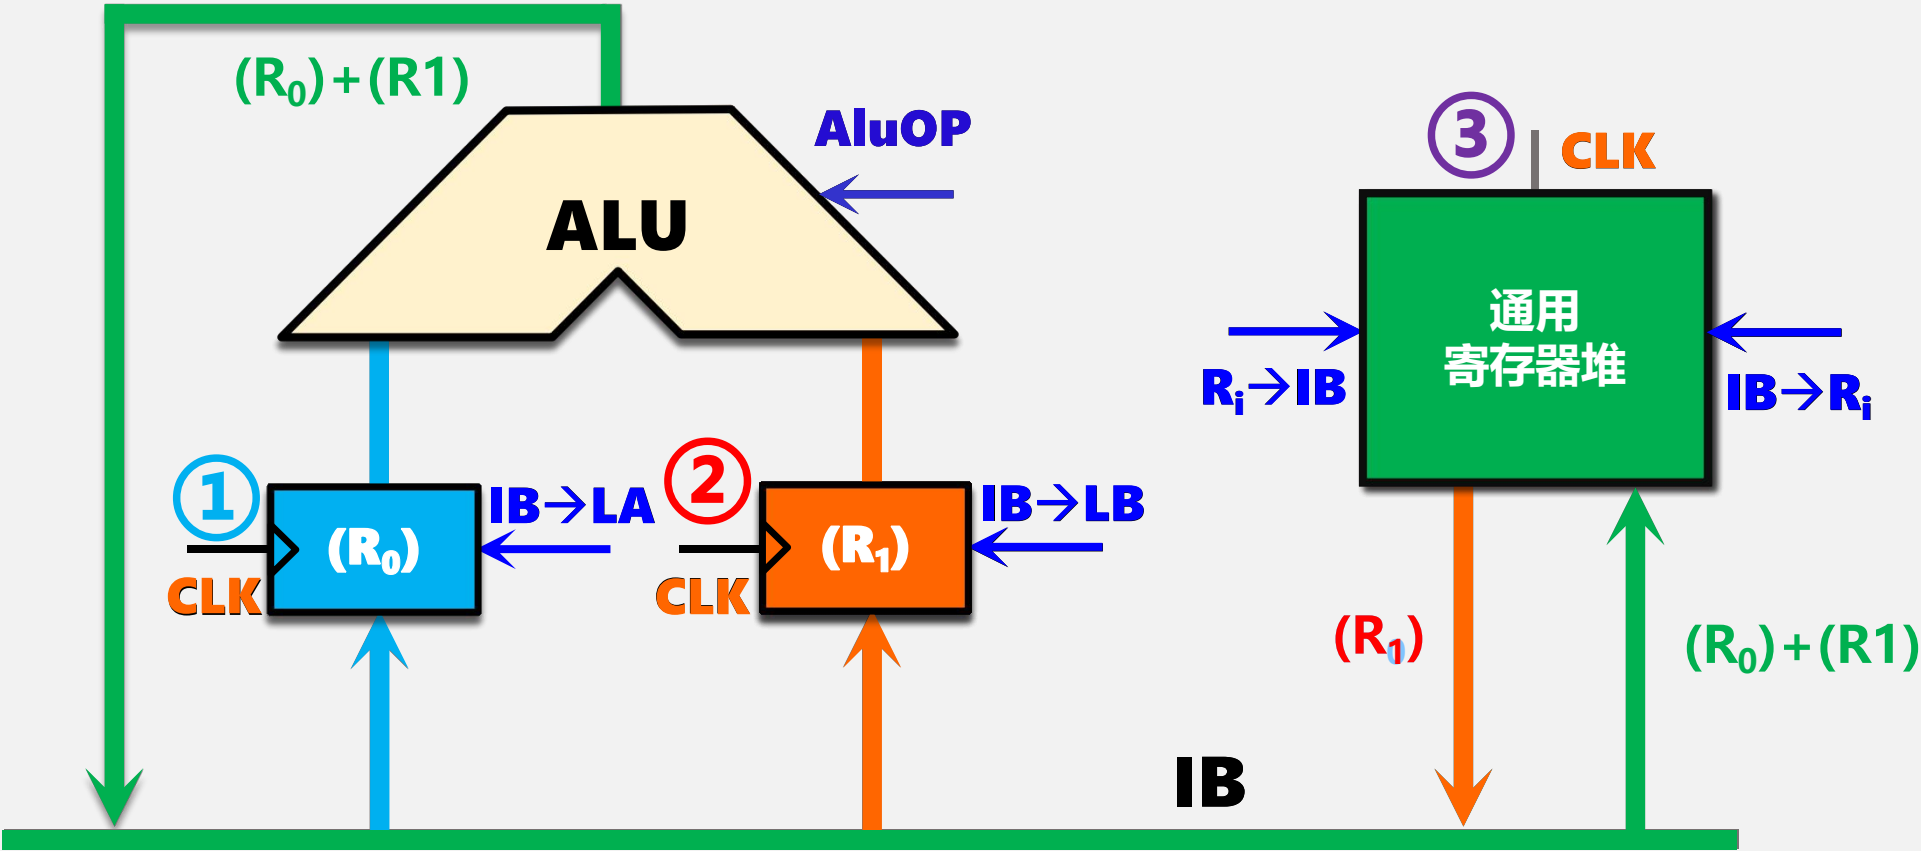 (R₀)+(R1)
AluOP
ALU
③
CLK
通用
寄存器堆
Rᵢ→IB
IB→Rᵢ
①
IB→LA
②
IB→LB
(R₀)
(R₁)
CLK
CLK
(R₁)
(R₀)+(R1)
IB